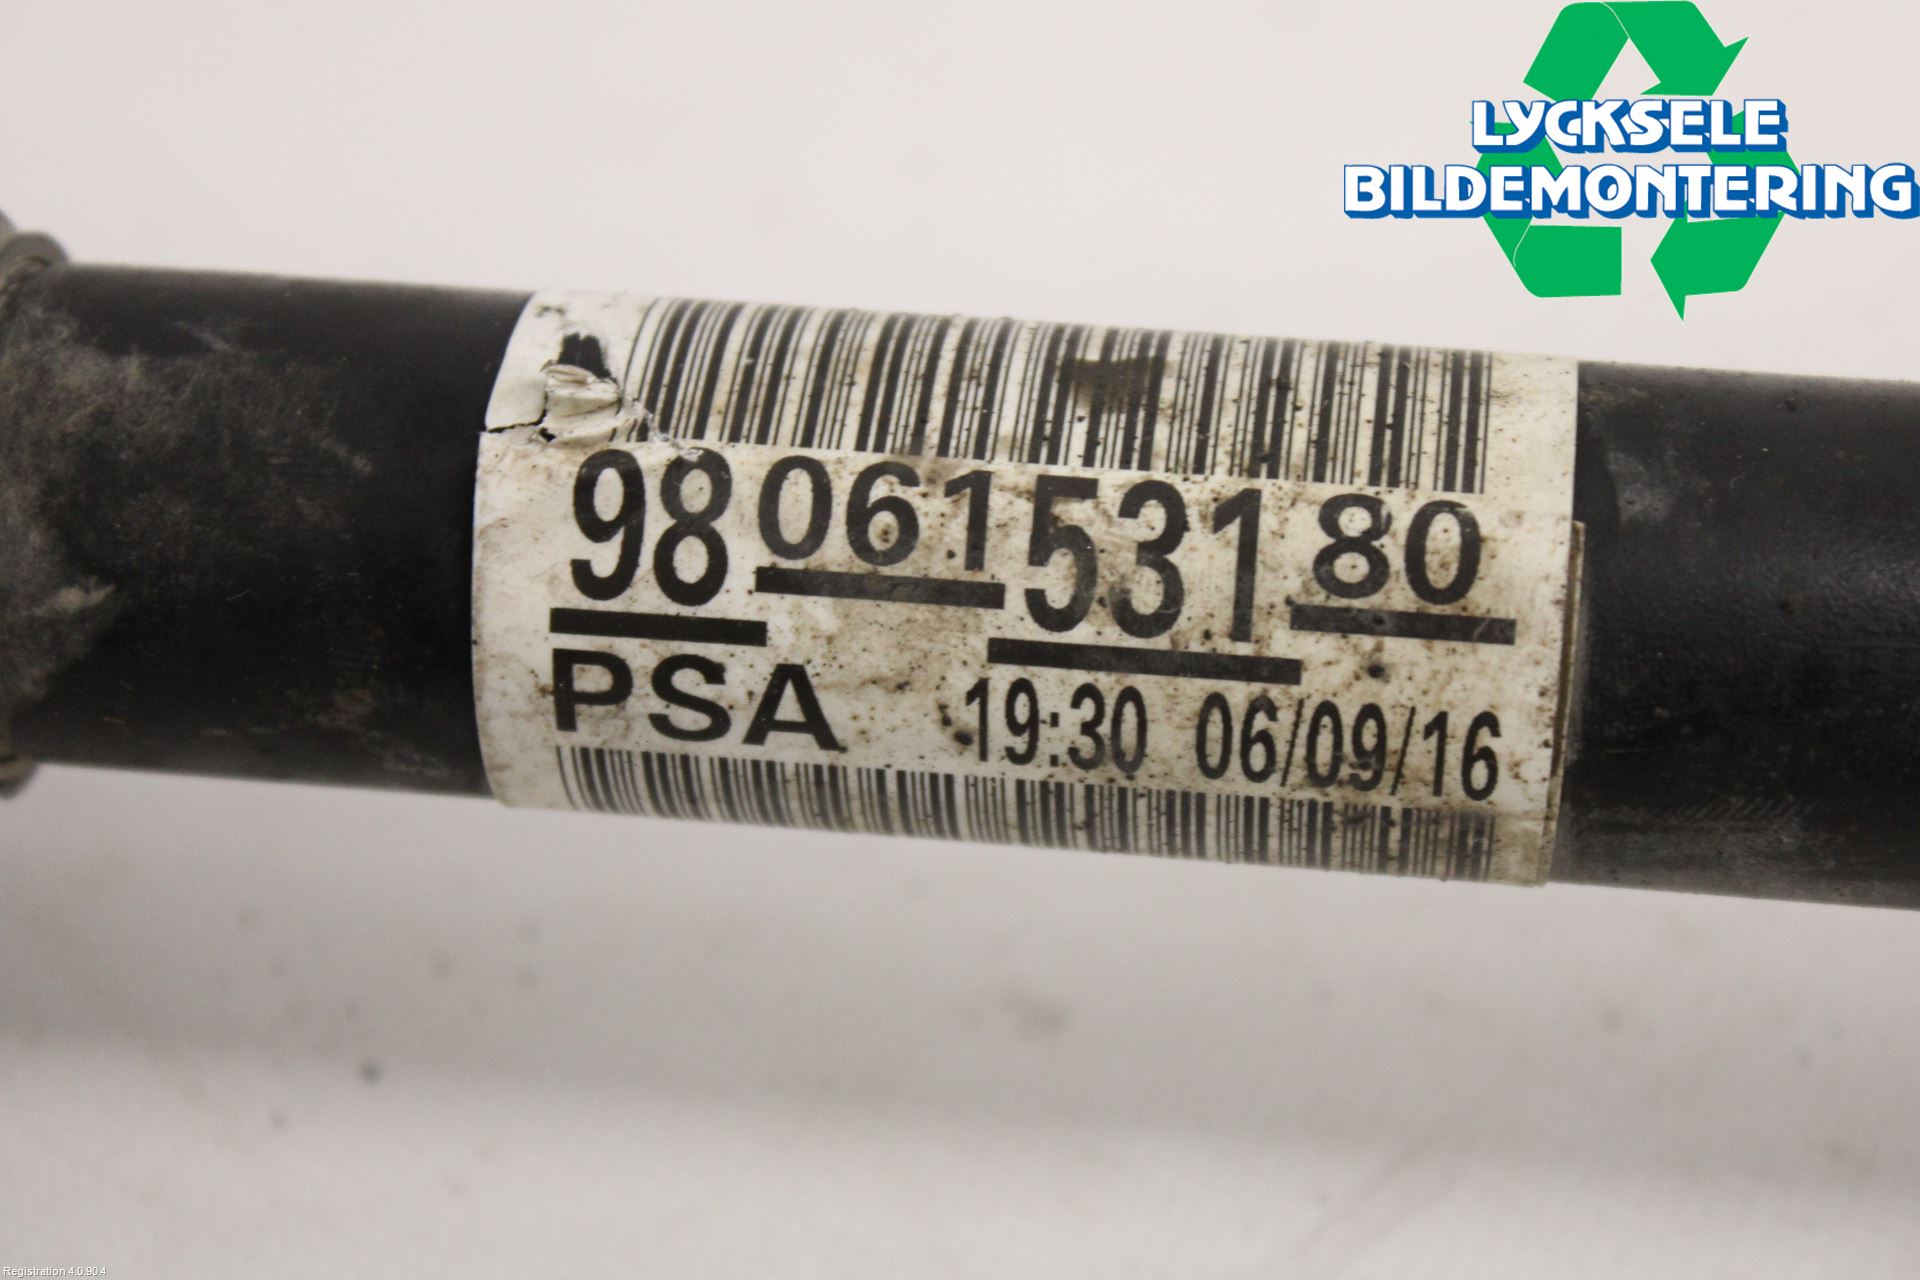 LYCKSELE
BILDEMONTERING
9806153180
PSA 19:30 06/09/16
Registration 4.0.90.4